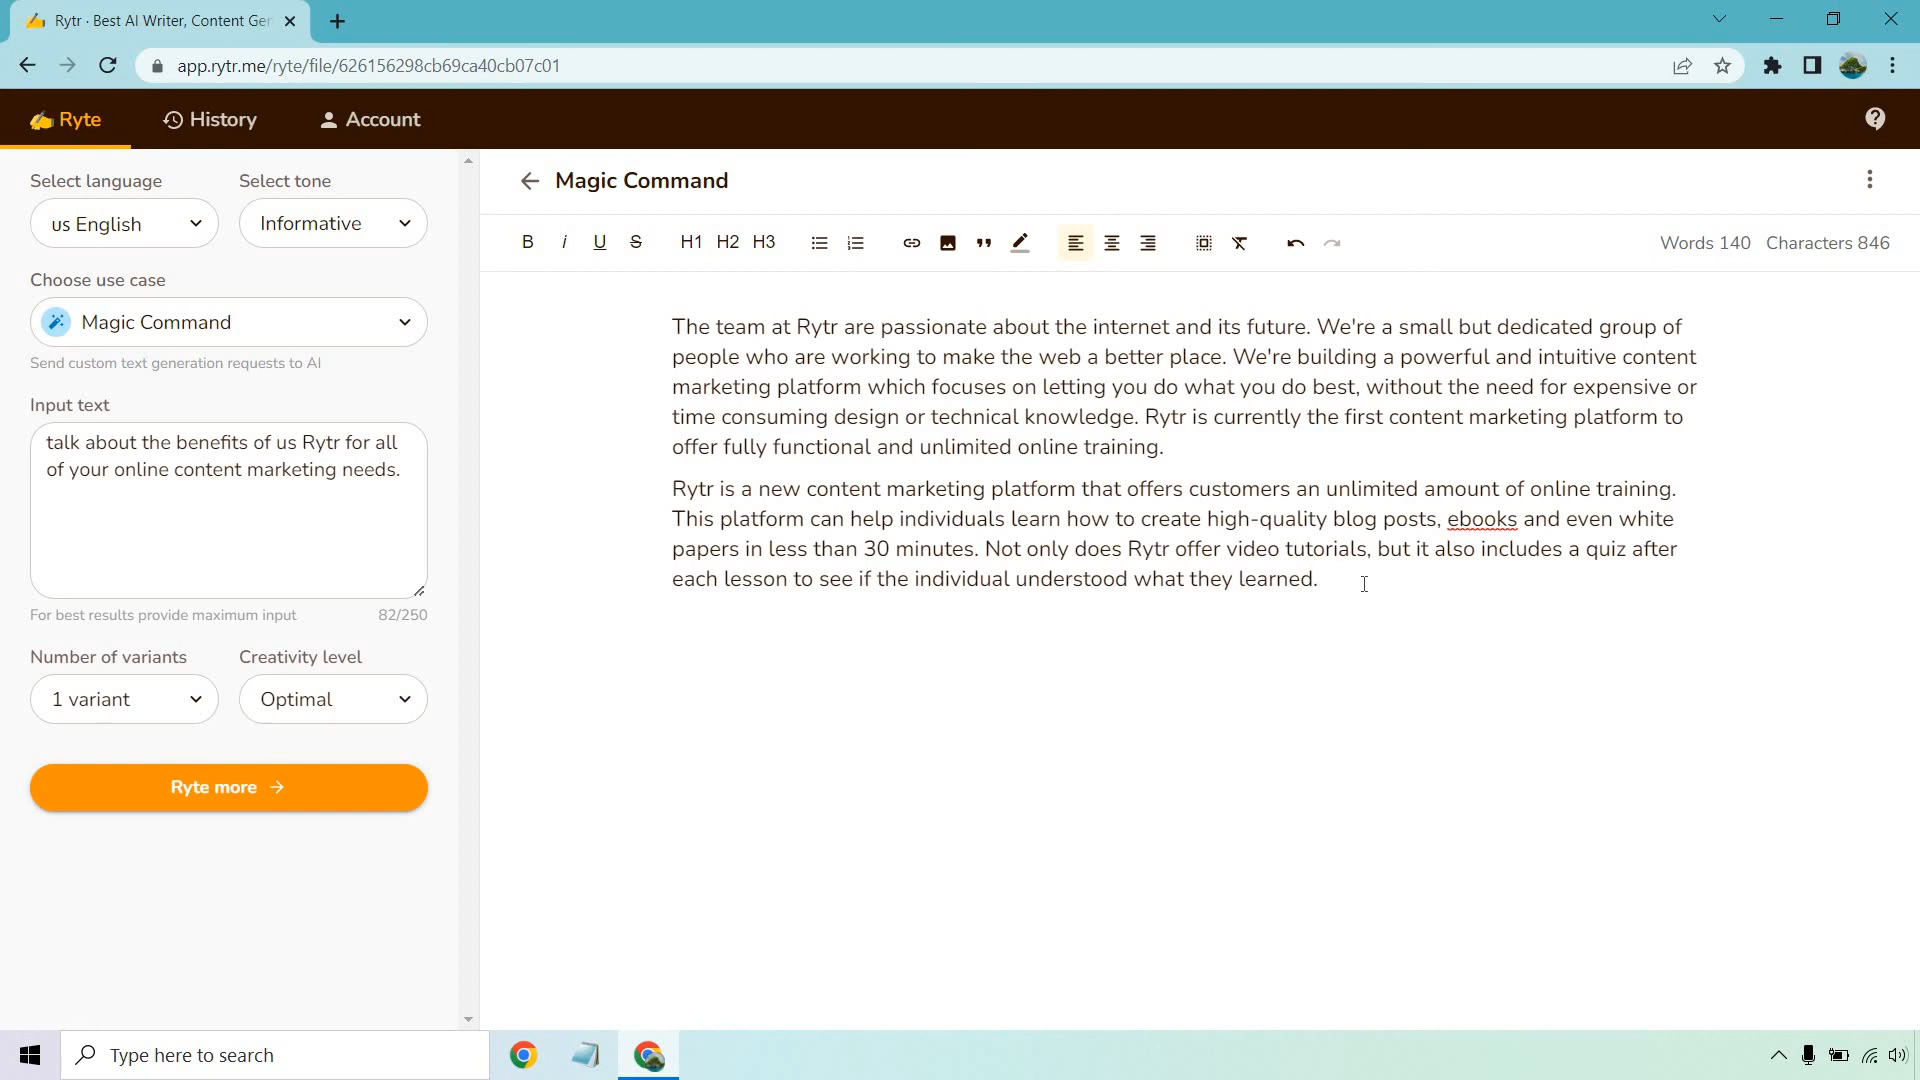 Rytr · Best AI Writer, Content Ger
app.rytr.me/ryte/file/626156298cb69ca40cb07c01
Ryte
History
Account
Select language
Select tone
us English
Informative
Choose use case
Magic Command
Send custom text generation requests to AI
Input text
talk about the benefits of us Rytr for all
of your online content marketing needs.
For best results provide maximum input
82/250
Number of variants
Creativity level
1 variant
Optimal
Ryte more
Magic Command
B i U S H1 H2 H3
Words 140 Characters 846
The team at Rytr are passionate about the internet and its future. We're a small but dedicated group of
people who are working to make the web a better place. We're building a powerful and intuitive content
marketing platform which focuses on letting you do what you do best, without the need for expensive or
time consuming design or technical knowledge. Rytr is currently the first content marketing platform to
offer fully functional and unlimited online training.
Rytr is a new content marketing platform that offers customers an unlimited amount of online training.
This platform can help individuals learn how to create high-quality blog posts, ebooks and even white
papers in less than 30 minutes. Not only does Rytr offer video tutorials, but it also includes a quiz after
each lesson to see if the individual understood what they learned.
Type here to search